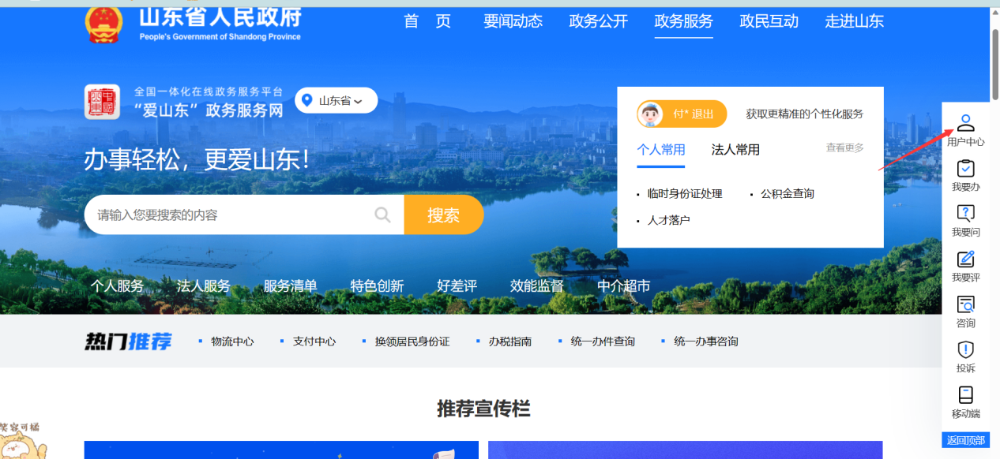 山东省人民政府
People's Government of Shandong Province
首 页
要闻动态
政务公开
政务服务
政民互动
走进山东
全国一体化在线政务服务平台
“爱山东”政务服务网
山东省
办事轻松，更爱山东！
请输入您要搜索的内容
搜索
付* 退出
获取更精准的个性化服务
个人常用
法人常用
查看更多
临时身份证处理
公积金查询
人才落户
个人服务
法人服务
服务清单
特色创新
好差评
效能监督
中介超市
用户中心
我要办
我要问
我要评
咨询
投诉
移动端
返回顶部
热门推荐
物流中心
支付中心
换领居民身份证
办税指南
统一办件查询
统一办事咨询
推荐宣传栏
笑容可掬